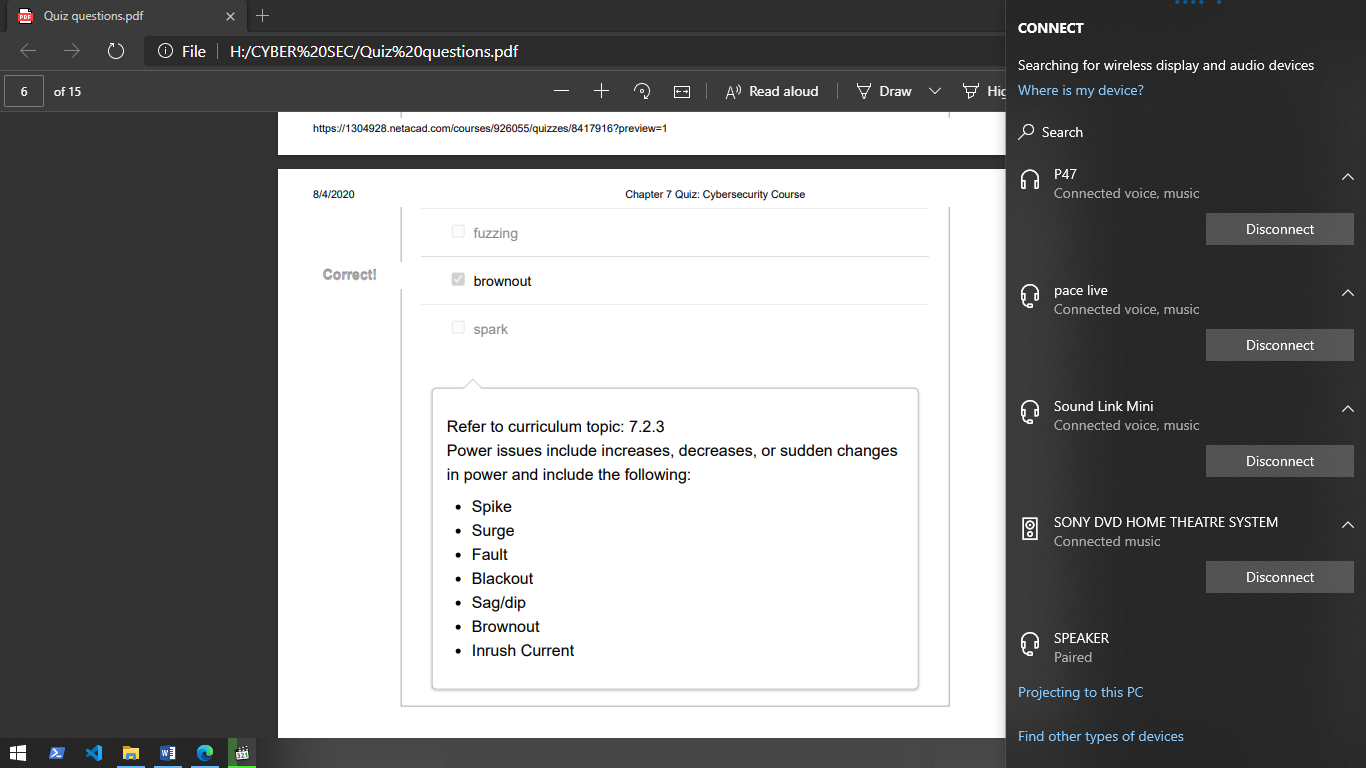 Quiz questions.pdf
File
H:/CYBER%20SEC/Quiz%20questions.pdf
6 of 15
Read aloud
Draw
https://1304928.netacad.com/courses/926055/quizzes/8417916?preview=1
8/4/2020 Chapter 7 Quiz: Cybersecurity Course
fuzzing
Correct!
brownout
spark
Refer to curriculum topic: 7.2.3
Power issues include increases, decreases, or sudden changes
in power and include the following:
Spike
Surge
Fault
Blackout
Sag/dip
Brownout
Inrush Current
CONNECT
Searching for wireless display and audio devices
Where is my device?
Search
P47
Connected voice, music
Disconnect
pace live
Connected voice, music
Disconnect
Sound Link Mini
Connected voice, music
Disconnect
SONY DVD HOME THEATRE SYSTEM
Connected music
Disconnect
SPEAKER
Paired
Projecting to this PC
Find other types of devices